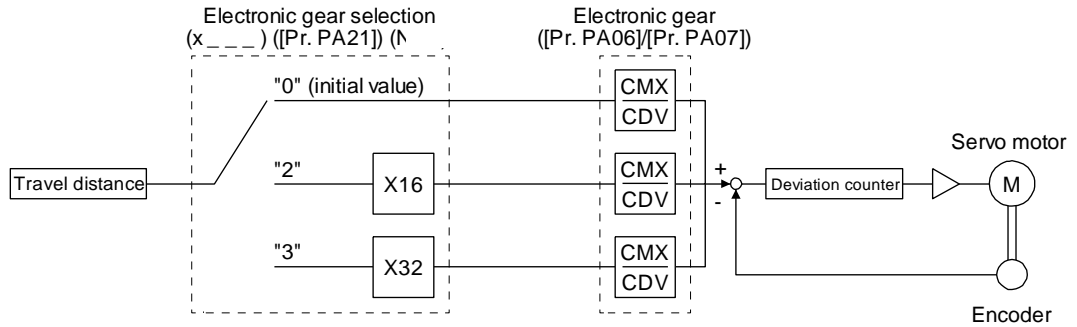 Electronic gear selection
(x _ _ _ ) ([Pr. PA21]) (
Electronic gear
([Pr. PA06]/[Pr. PA07])
"0" (initial value)
CMX
CDV
Servo motor
Travel distance
"2"
X16
CMX
CDV
+
-
Deviation counter
M
"3"
X32
CMX
CDV
Encoder